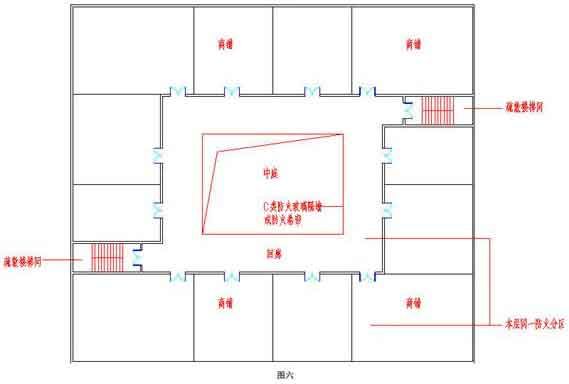 商铺
商铺
疏散楼梯间
中庭
C类防火玻璃隔墙
或防火卷帘
回廊
疏散楼梯间
商铺
商铺
本层同一防火分区
图六